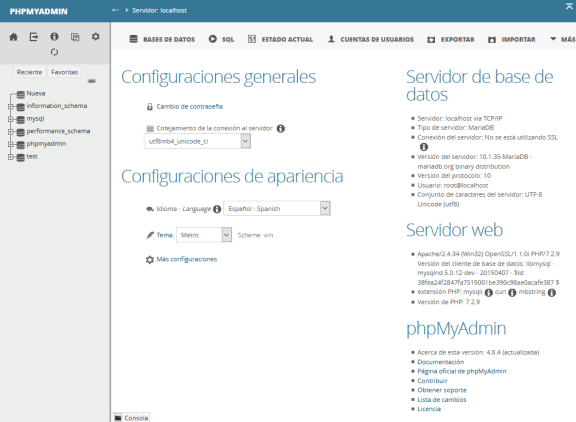 PHPMYADMIN
Servidor: localhost
BASES DE DATOS
SQL
ESTADO ACTUAL
CUENTAS DE USUARIOS
EXPORTAR
IMPORTAR
MÁS
Reciente
Favoritas
Nueva
information_schema
mysql
performance_schema
phpmyadmin
test
Configuraciones generales
Cambio de contraseña
Cotejamiento de la conexión al servidor
utf8mb4_unicode_ci
Configuraciones de apariencia
Idioma - Language
Español - Spanish
Tema:
Metro
Scheme: win
Más configuraciones
Servidor de base de
datos
Servidor: localhost via TCP/IP
Tipo de servidor: MariaDB
Conexión del servidor: No se está utilizando SSL
Versión del servidor: 10.1.35-MariaDB -
mariadb.org binary distribution
Versión del protocolo: 10
Usuario: root@localhost
Conjunto de caracteres del servidor: UTF-8
Unicode (utf8)
Servidor web
Apache/2.4.34 (Win32) OpenSSL/1.1.0i PHP/7.2.9
Versión del cliente de base de datos: libmysql -
mysqlnd 5.0.12-dev - 20150407 - $Id:
38fea24f2847fa7519001be390c98ae0acafe387 $
extensión PHP: mysqli curl mbstring
Versión de PHP: 7.2.9
phpMyAdmin
Acerca de esta versión: 4.8.4 (actualizada)
Documentación
Página oficial de phpMyAdmin
Contribuir
Obtener soporte
Lista de cambios
Licencia
Consola